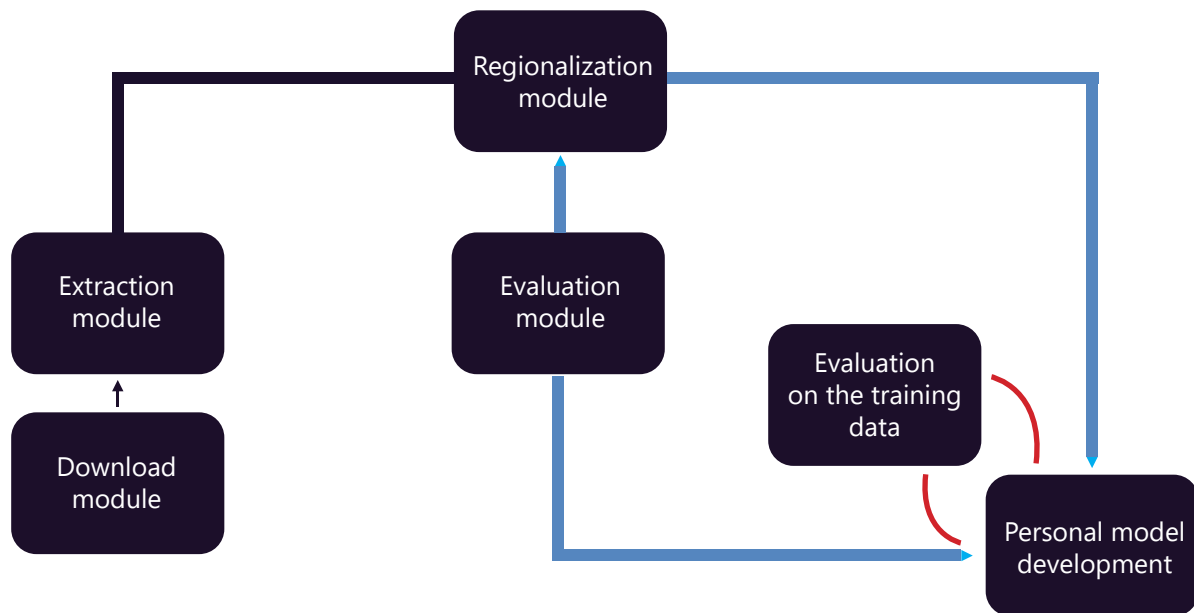 Regionalization
module
Extraction
module
Evaluation
module
Evaluation
on the training
data
Download
module
Personal model
development